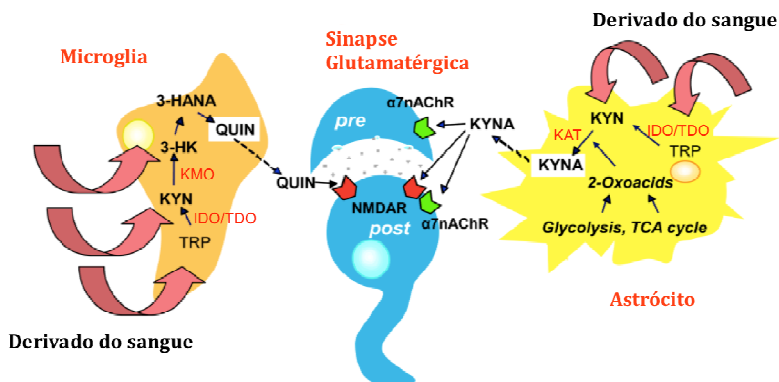 Microglia
3-HANA
QUIN
3-HK
KMO
KYN
IDO/TDO
TRP
Derivado do sangue
Sinapse
Glutamatérgica
α7nAChR
pre
KYNA
QUIN
NMDAR
post
α7nAChR
Derivado do sangue
KYN
IDO/TDO
KAT
TRP
KYNA
2-Oxoacids
Glycolysis, TCA cycle
Astrócito